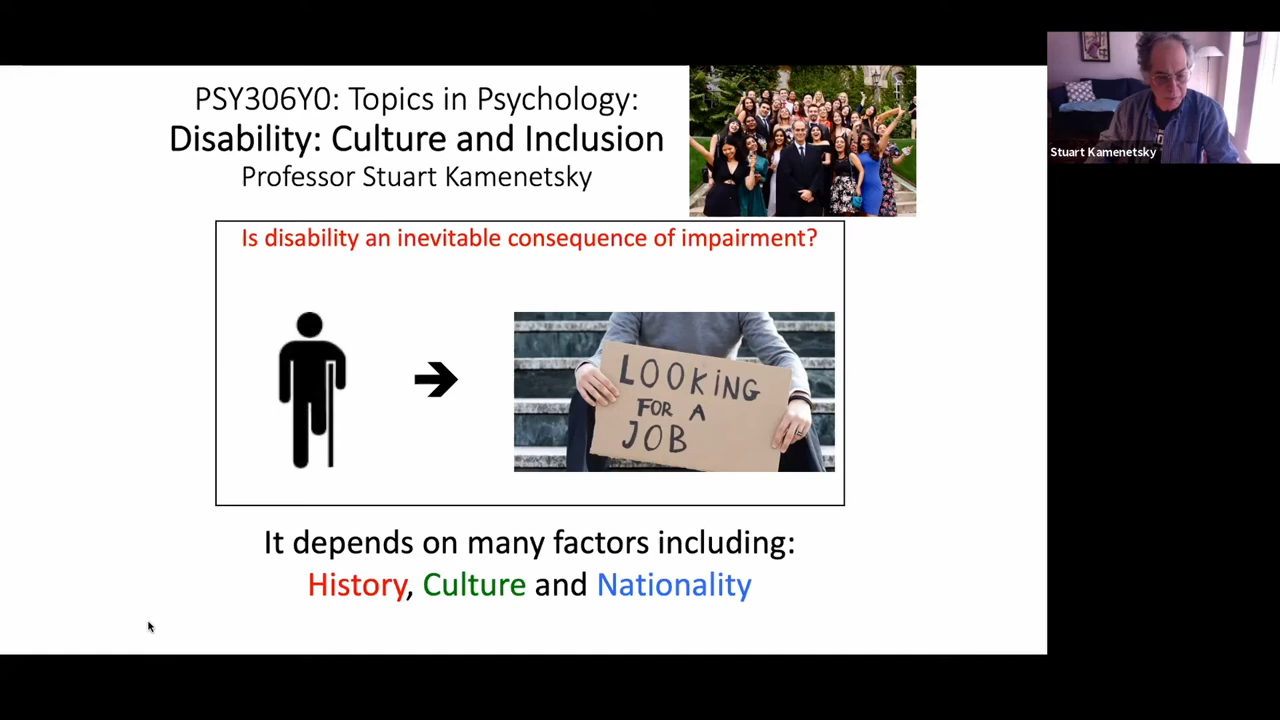 PSY306Y0: Topics in Psychology:
Disability: Culture and Inclusion
Professor Stuart Kamenetsky
Stuart Kamenetsky
Is disability an inevitable consequence of impairment?
LOOKING
FOR A
JOB
It depends on many factors including:
History, Culture and Nationality